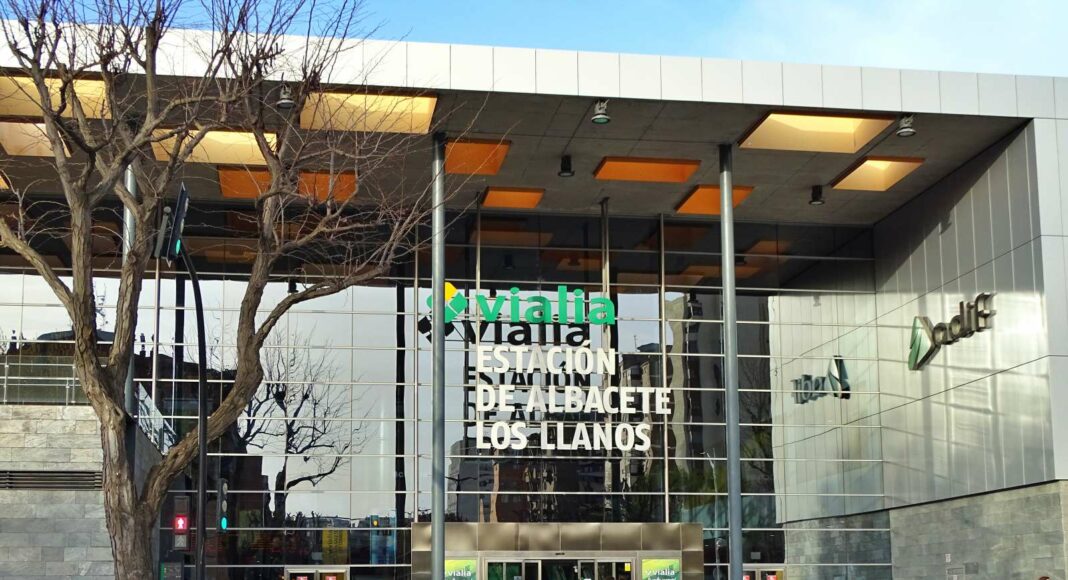 vialia
ESTACIÓN
DE ALBACETE
LOS LLANOS
adif
vialia